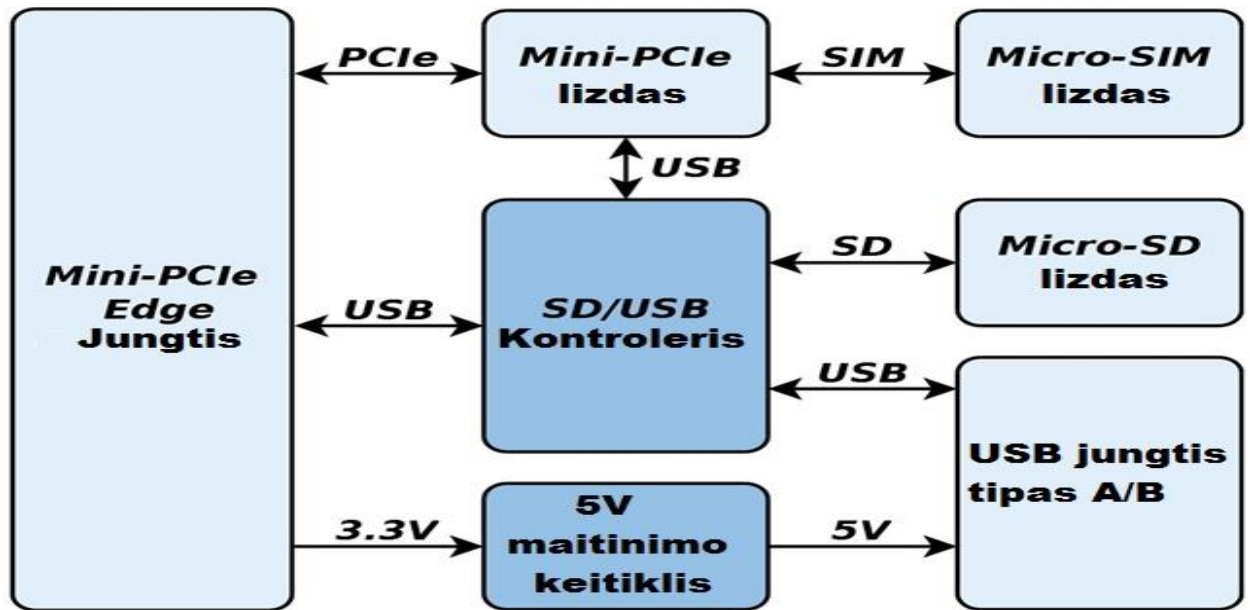 PCIe
Mini-PCIe
lizdas
SIM
Micro-SIM
lizdas
USB
Mini-PCIe
Edge
Jungtis
USB
SD/USB
Kontroleris
SD
Micro-SD
lizdas
USB
USB jungtis
tipas A/B
3.3V
5V
maitinimo
keitiklis
5V